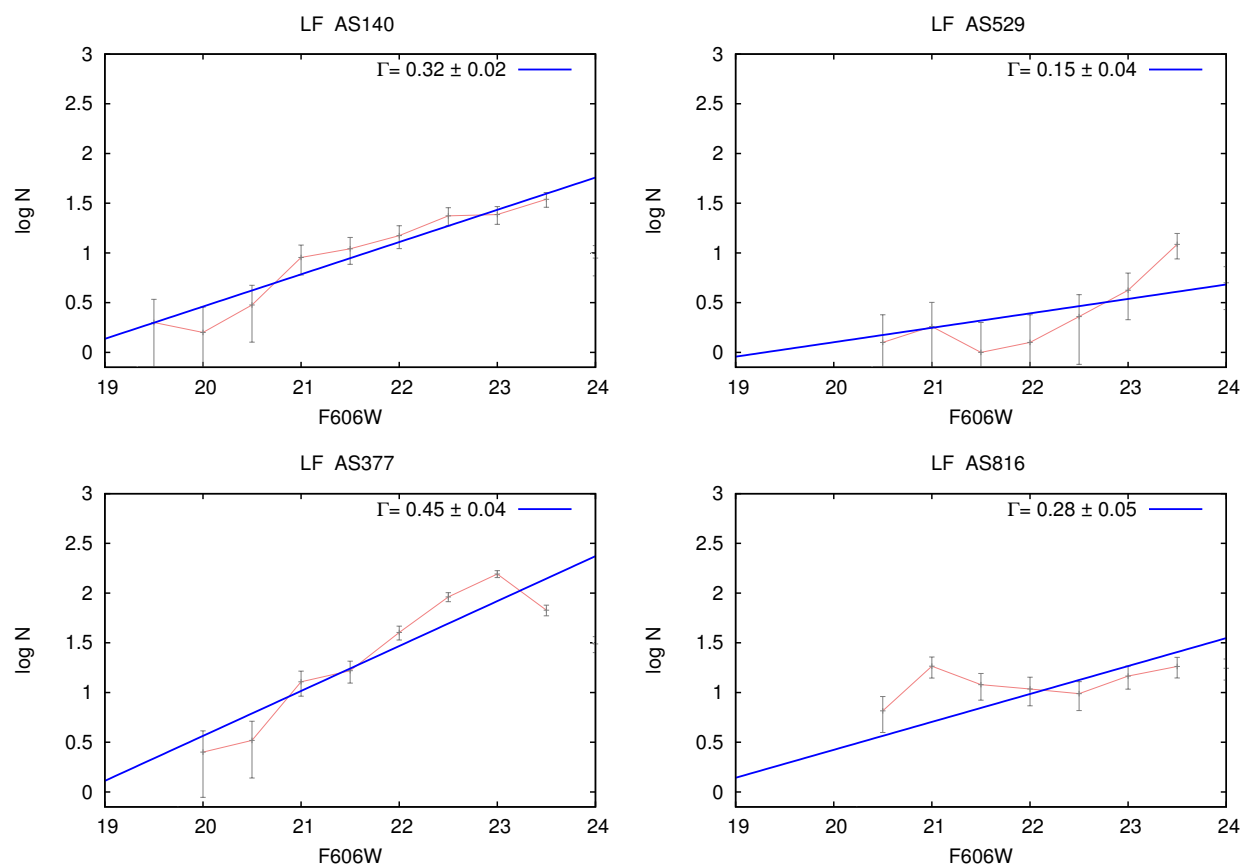 LF AS140
Γ= 0.32 ± 0.02
3
2.5
2
1.5
1
0.5
0
log N
19 20 21 22 23 24
F606W
LF AS529
Γ= 0.15 ± 0.04
3
2.5
2
1.5
1
0.5
0
log N
19 20 21 22 23 24
F606W
LF AS377
Γ= 0.45 ± 0.04
3
2.5
2
1.5
1
0.5
0
log N
19 20 21 22 23 24
F606W
LF AS816
Γ= 0.28 ± 0.05
3
2.5
2
1.5
1
0.5
0
log N
19 20 21 22 23 24
F606W